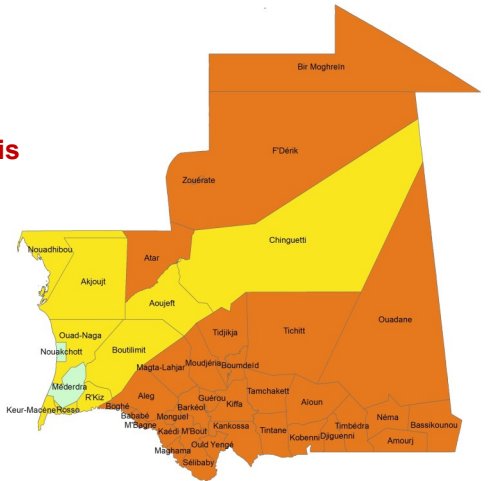 Bir Moghreïn
is
F'Dérik
Zouérate
Nouadhibou
Atar
Chinguetti
Akjoujt
Aoujeft
Ouadane
Tidjikja
Tichitt
Ouad-Naga
Nouakchott
Boutilimit
Moudjéria
Boumdeïd
Magta-Lahjar
Méderdra
R'Kiz
Aleg
Guérou
Kiffa
Tamchakett
Aïoun
Keur-Macène
Rosso
Boghé
Barkéol
Bababé
Monguel
M'Bagne
Kaédi
M'Bout
Kankossa
Tintane
Kobenni
Djiguenni
Timbédra
Néma
Bassikounou
Amourj
Ould Yengé
Maghama
Sélibaby